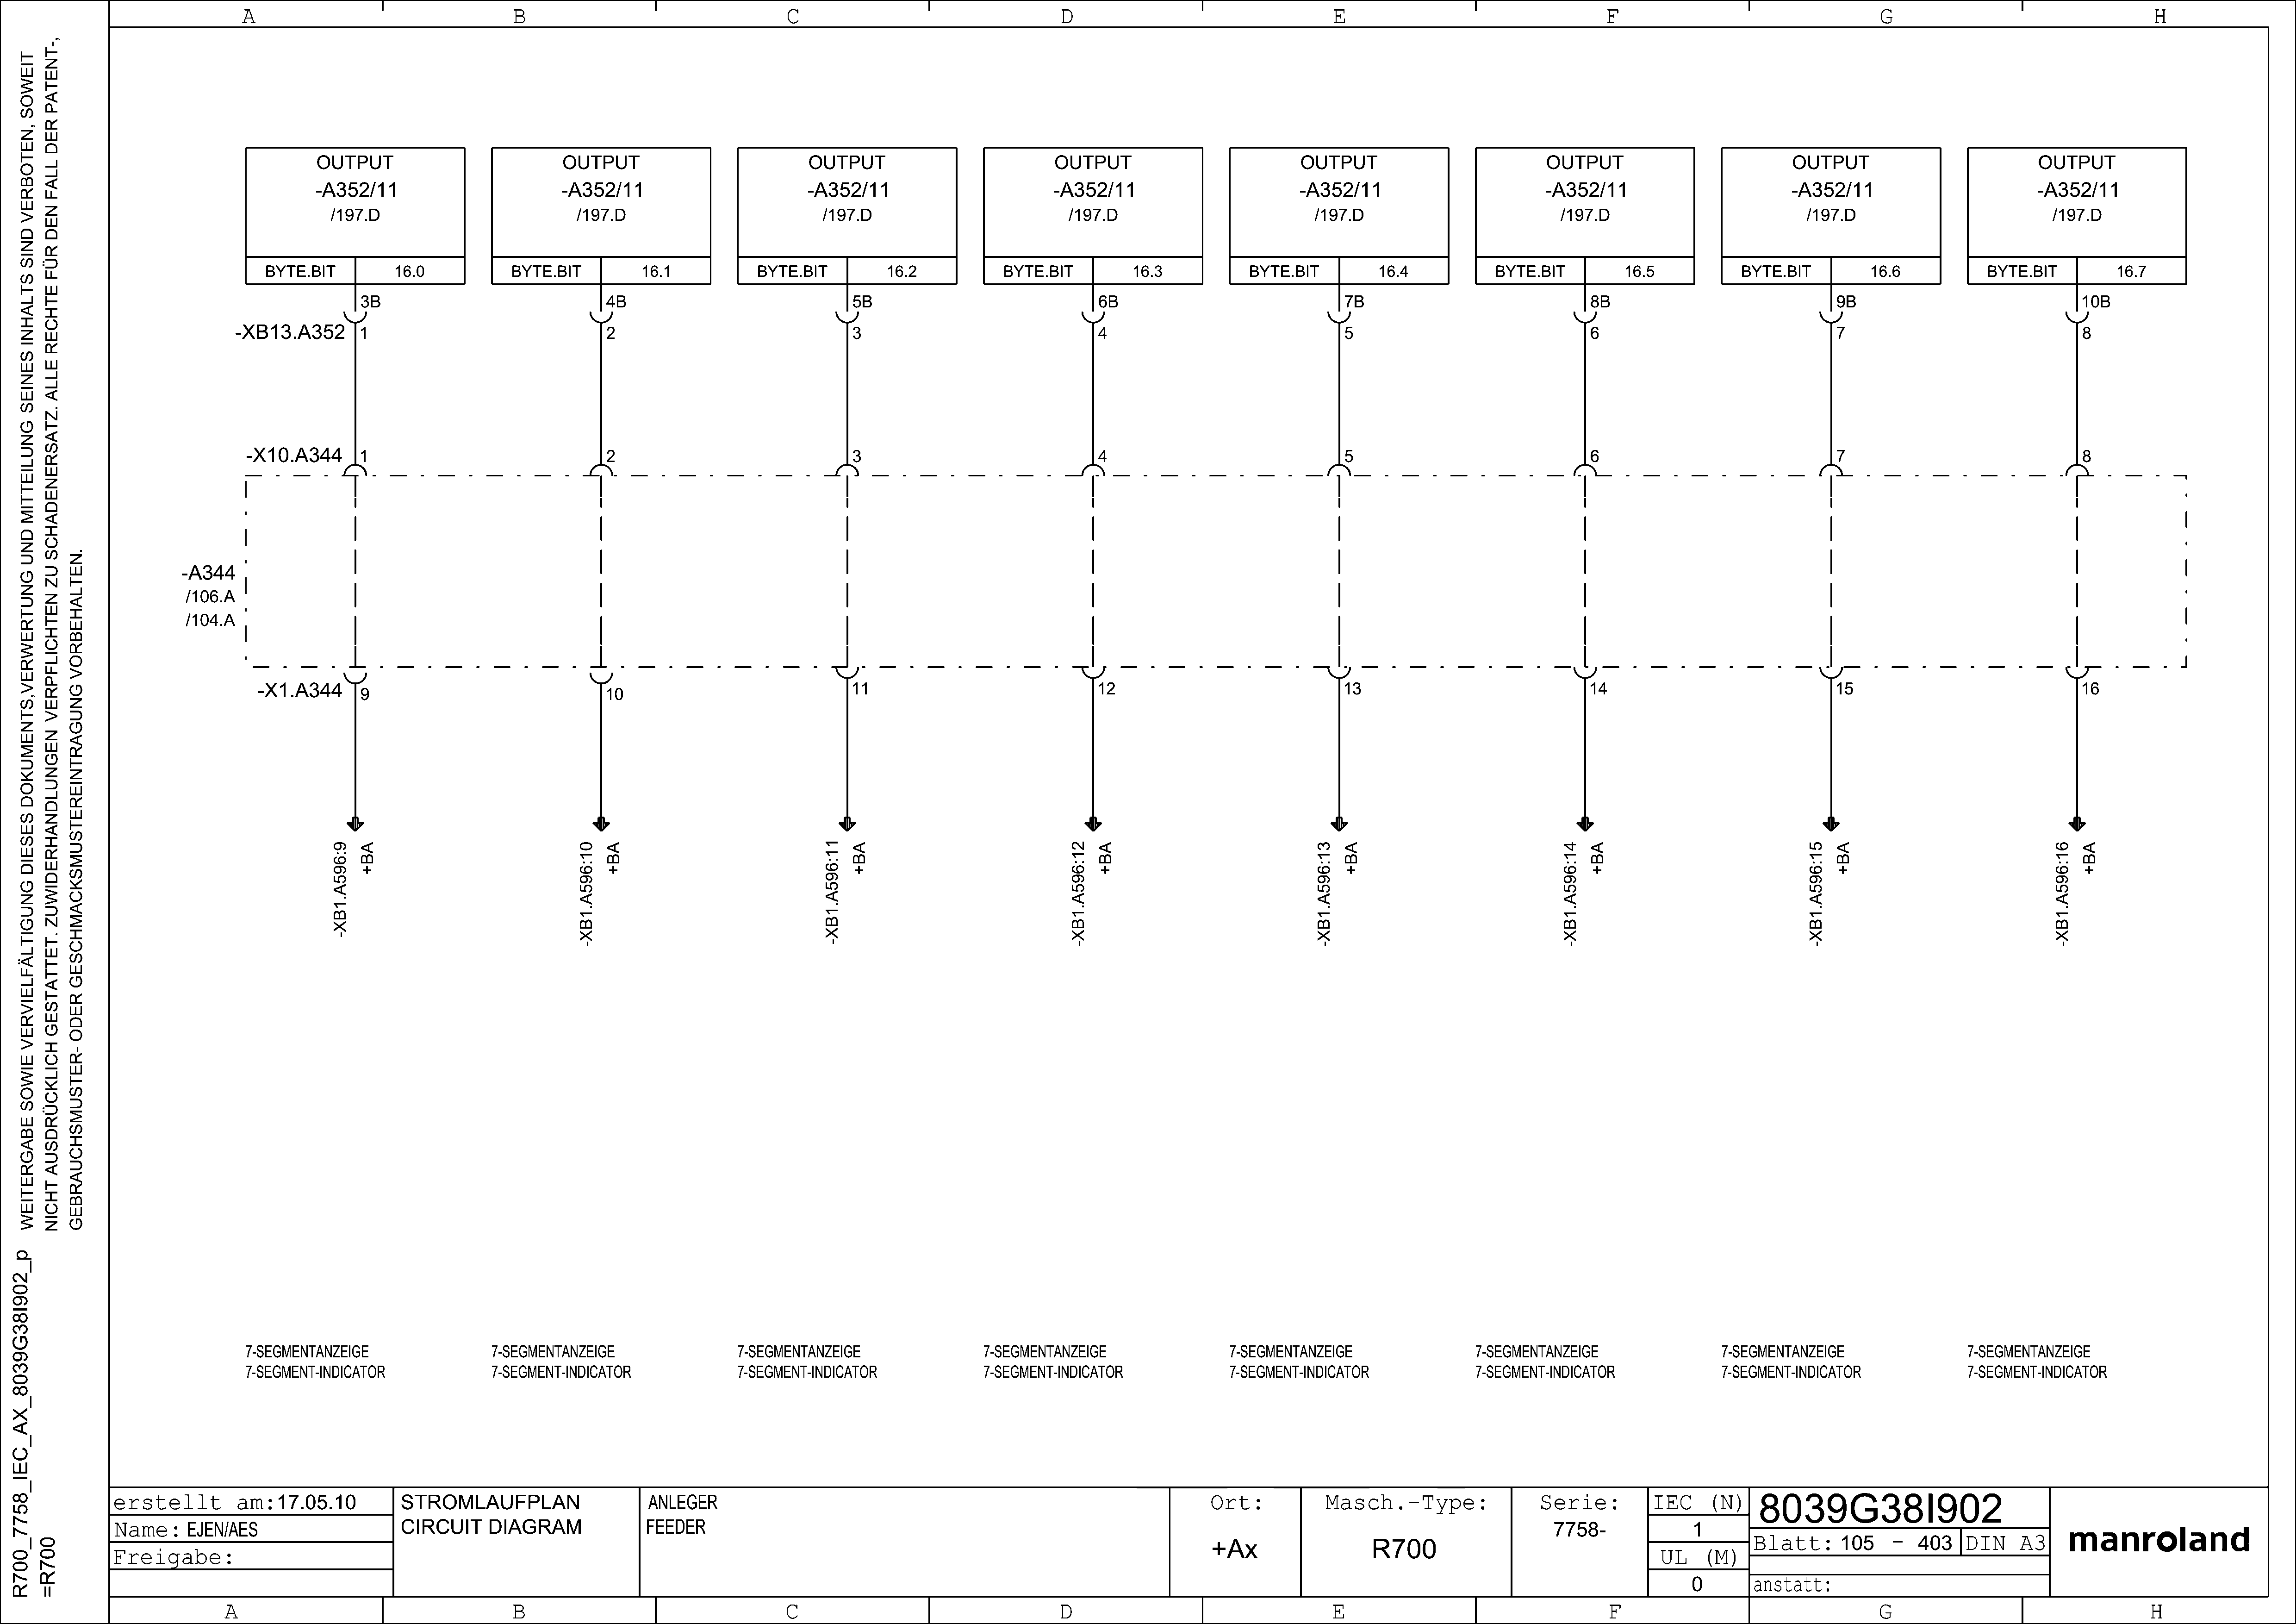 A B C D E F G H
OUTPUT OUTPUT OUTPUT OUTPUT OUTPUT OUTPUT OUTPUT OUTPUT
-A352/11 -A352/11 -A352/11 -A352/11 -A352/11 -A352/11 -A352/11 -A352/11
/197.D /197.D /197.D /197.D /197.D /197.D /197.D /197.D
BYTE.BIT 16.0 BYTE.BIT 16.1 BYTE.BIT 16.2 BYTE.BIT 16.3 BYTE.BIT 16.4 BYTE.BIT 16.5 BYTE.BIT 16.6 BYTE.BIT 16.7
3B 4B 5B 6B 7B 8B 9B 10B
-XB13.A352 1 2 3 4 5 6 7 8
-X10.A344 1 2 3 4 5 6 7 8
-A344
/106.A
/104.A
-X1.A344 9 10 11 12 13 14 15 16
-XB1.A596:9 -XB1.A596:10 -XB1.A596:11 -XB1.A596:12 -XB1.A596:13 -XB1.A596:14 -XB1.A596:15 -XB1.A596:16
+BA +BA +BA +BA +BA +BA +BA +BA
7-SEGMENTANZEIGE 7-SEGMENTANZEIGE 7-SEGMENTANZEIGE 7-SEGMENTANZEIGE 7-SEGMENTANZEIGE 7-SEGMENTANZEIGE 7-SEGMENTANZEIGE 7-SEGMENTANZEIGE
7-SEGMENT-INDICATOR 7-SEGMENT-INDICATOR 7-SEGMENT-INDICATOR 7-SEGMENT-INDICATOR 7-SEGMENT-INDICATOR 7-SEGMENT-INDICATOR 7-SEGMENT-INDICATOR 7-SEGMENT-INDICATOR
erstellt am:17.05.10
Name: EJEN/AES
Freigabe:
STROMLAUFPLAN
CIRCUIT DIAGRAM
ANLEGER
FEEDER
Ort:
+Ax
Masch.-Type:
R700
Serie:
7758-
IEC (N)
1
UL (M)
0
8039G38I902
Blatt: 105 - 403 DIN A3
anstatt:
manroland
A B C D E F G H
WEITERGABE SOWIE VERVIELFÄLTIGUNG DIESES DOKUMENTS,VERWERTUNG UND MITTEILUNG SEINES INHALTS SIND VERBOTEN, SOWEIT
NICHT AUSDRÜCKLICH GESTATTET. ZUWIDERHANDLUNGEN VERPFLICHTEN ZU SCHADENERSATZ. ALLE RECHTE FÜR DEN FALL DER PATENT-,
GEBRAUCHSMUSTER- ODER GESCHMACKSMUSTEREINTRAGUNG VORBEHALTEN.
R700_7758_IEC_AX_8039G38I902_p
=R700